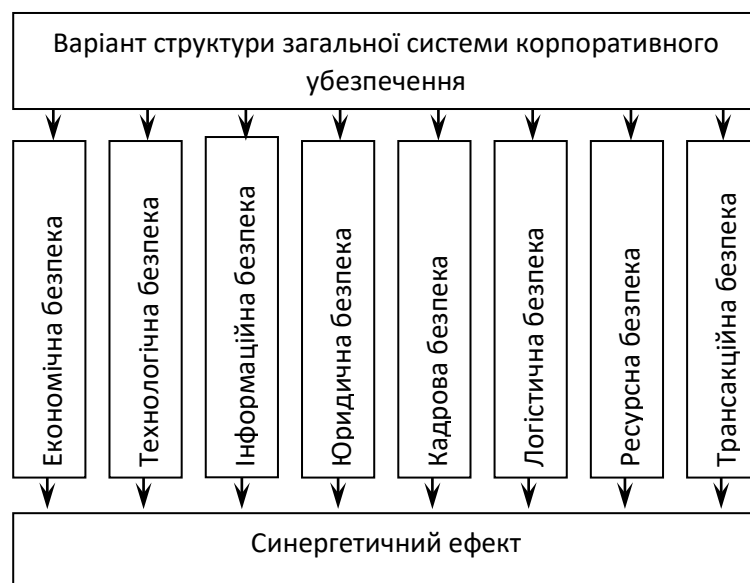 Варіант структури загальної системи корпоративного
убезпечення
Економічна безпека
Технологічна безпека
Інформаційна безпека
Юридична безпека
Кадрова безпека
Логістична безпека
Ресурсна безпека
Трансакційна безпека
Синергетичний ефект